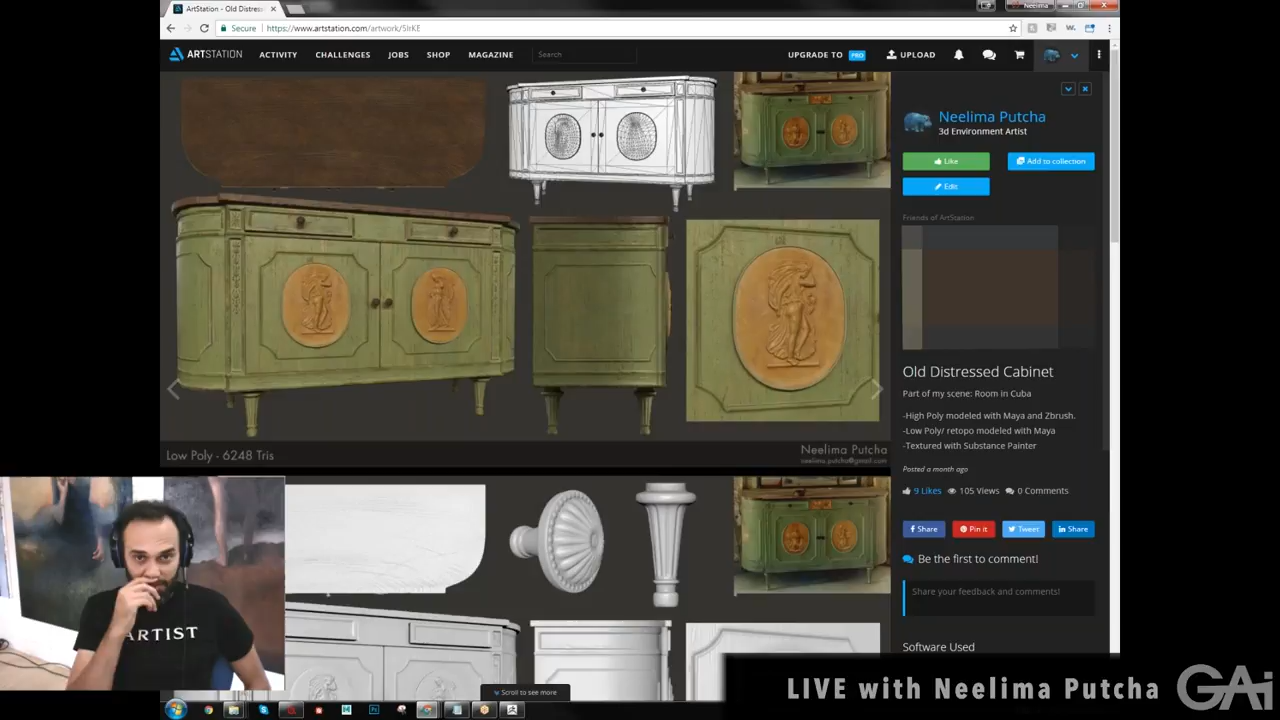 ArtStation - Old Distress
Neelima
Secure
https://www.artstation.com/artwork/5lrKE
ARTSTATION
ACTIVITY
CHALLENGES
JOBS
SHOP
MAGAZINE
Search
UPGRADE TO PRO
UPLOAD
Neelima Putcha
3d Environment Artist
Like
Add to collection
Edit
Friends of ArtStation
Old Distressed Cabinet
Part of my scene: Room in Cuba
-High Poly modeled with Maya and Zbrush.
-Low Poly/ retopo modeled with Maya
-Textured with Substance Painter
Posted a month ago
9 Likes 105 Views 0 Comments
Share Pin it Tweet Share
Be the first to comment!
Share your feedback and comments!
Software Used
Low Poly - 6248 Tris
Neelima Putcha
neelima.putcha@gmail.com
ARTIST
Scroll to see more
LIVE with Neelima Putcha GAi